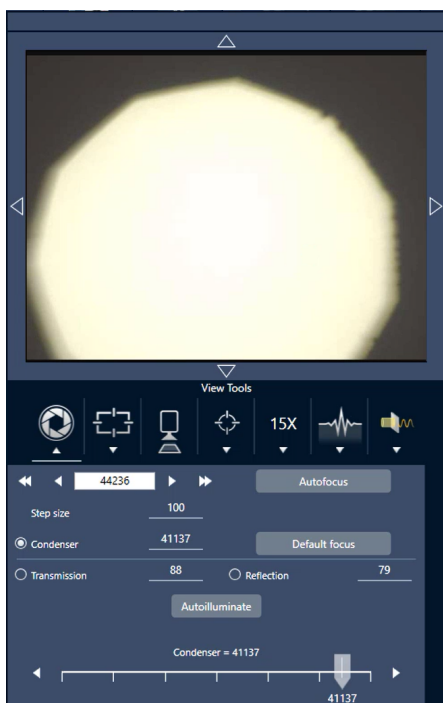 View Tools
15X
44236
Autofocus
Step size
100
Condenser
41137
Default focus
Transmission
88
Reflection
79
Autoilluminate
Condenser = 41137
41137